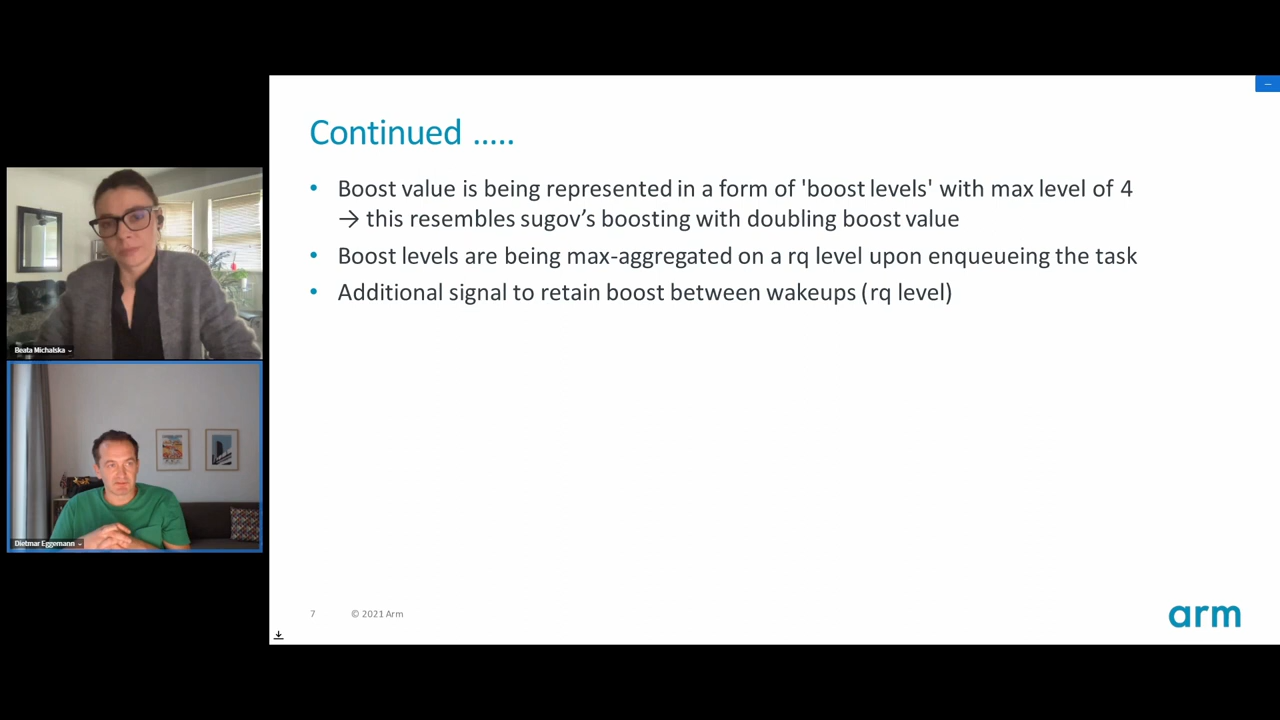 Continued .....
• Boost value is being represented in a form of 'boost levels' with max level of 4
→ this resembles sugov’s boosting with doubling boost value
• Boost levels are being max-aggregated on a rq level upon enqueueing the task
• Additional signal to retain boost between wakeups (rq level)
Beata Michalska
Dietmar Eggemann
7 © 2021 Arm
arm